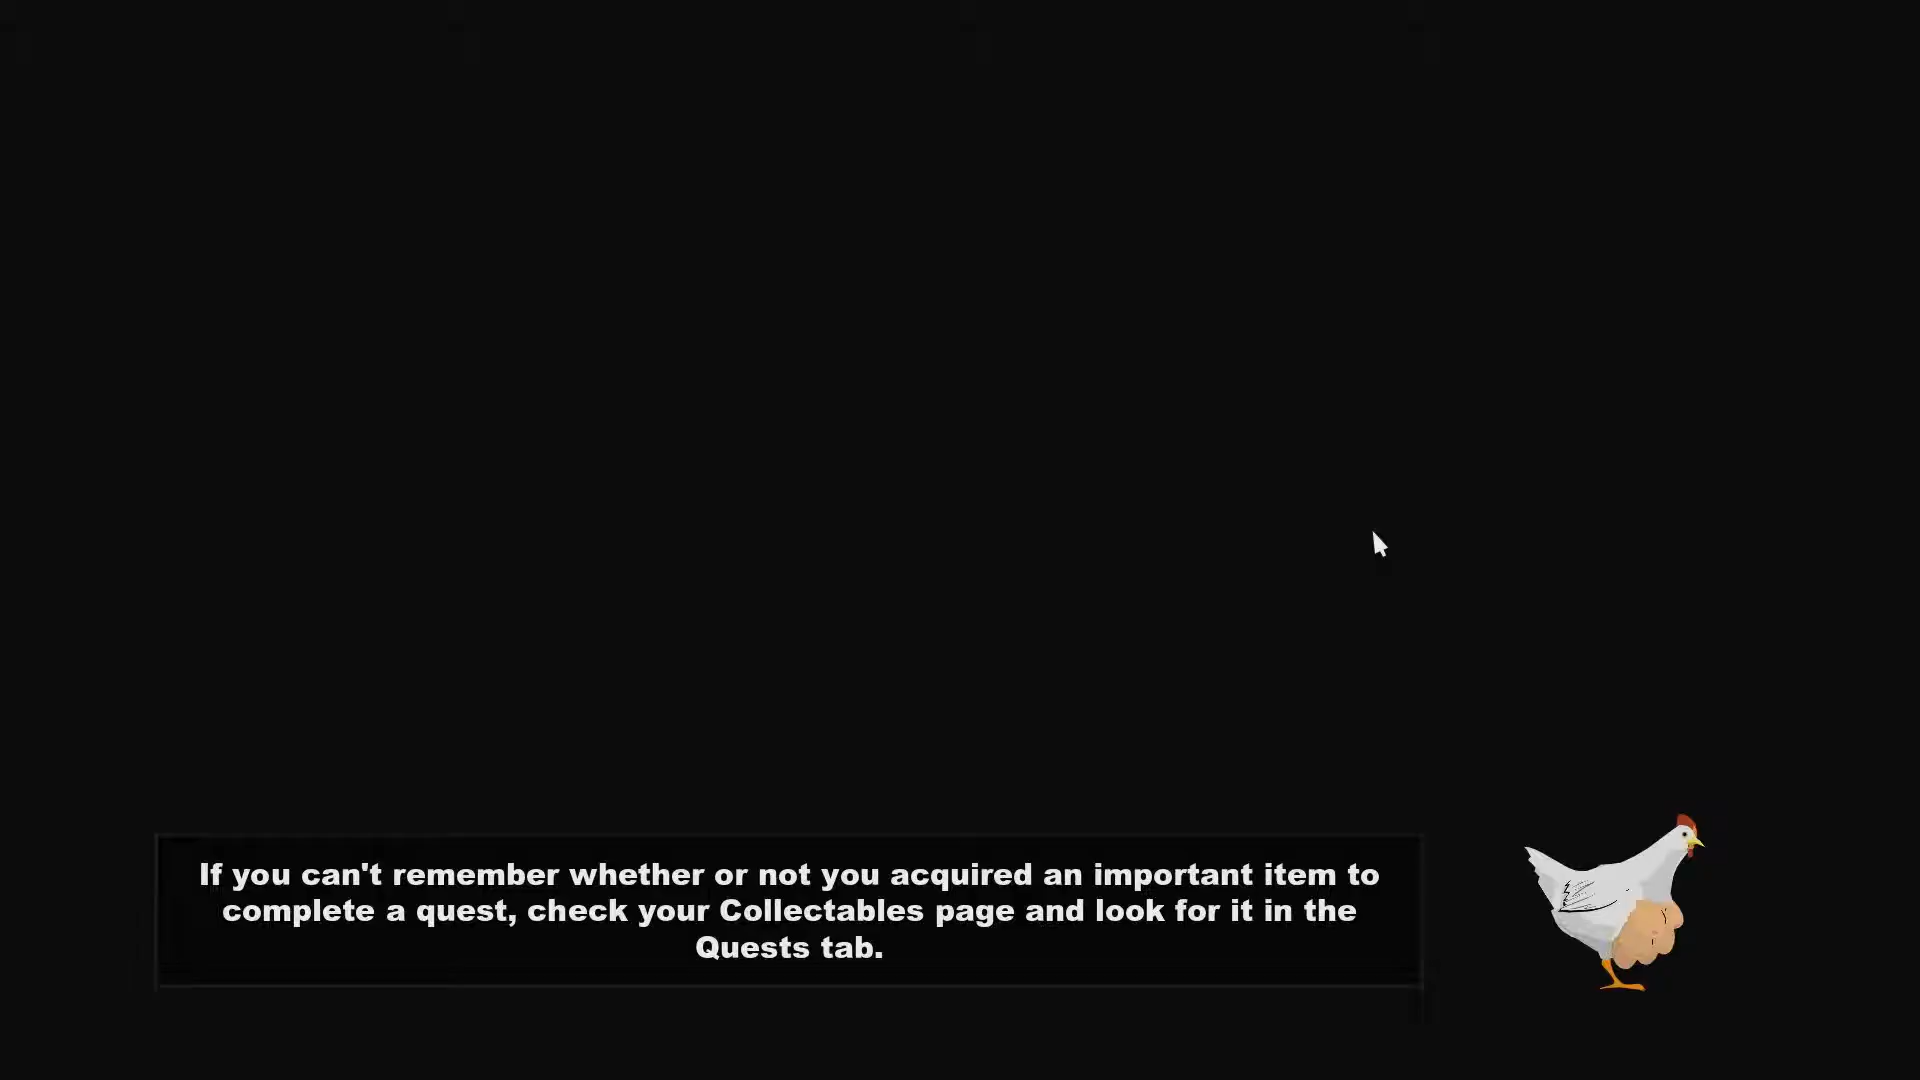 If you can't remember whether or not you acquired an important item to
complete a quest, check your Collectables page and look for it in the
Quests tab.